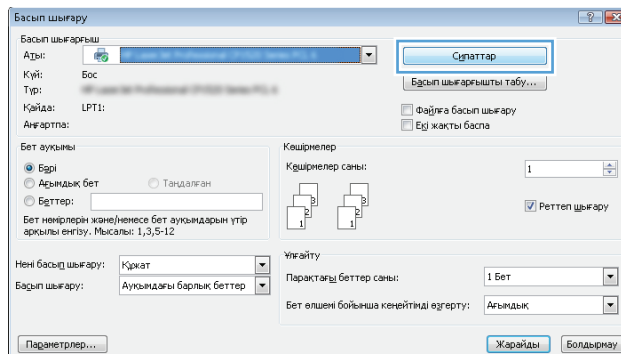 Басып шығару
Басып шығарғыш
Аты:
Сипаттар
Күй: Бос
Түр:
Басып шығарғышты табу...
Қайда: LPT1:
Файлға басып шығару
Аңғартпа:
Екі жақты баспа
Бет ауқымы
Бәрі
Ағымдық бет
Таңдалған
Беттер:
Бет нөмірлерін және/немесе бет ауқымдарын үтір
арқылы енгізу. Мысалы: 1,3,5-12
Көшірмелер
Көшірмелер саны: 1
Реттеп шығару
Нені басып шығару: Құжат
Басып шығару: Ауқымдағы барлық беттер
Ұлғайту
Парақтағы беттер саны: 1 Бет
Бет өлшемі бойынша кеңейтімді өзгерту: Ағымдық
Параметрлер...
Жарайды
Болдырмау